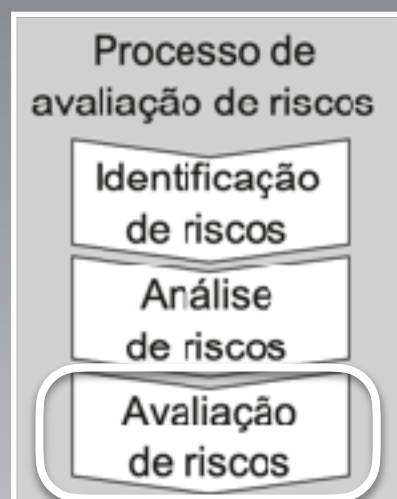 Processo de
avaliação de riscos
Identificação
de riscos
Análise
de riscos
Avaliação
de riscos